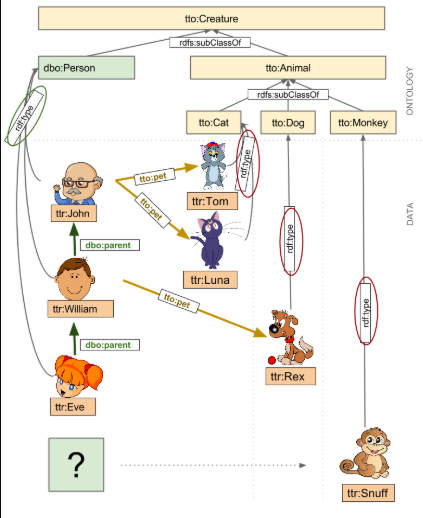 tto:Creature
rdfs:subClassOf
dbo:Person
tto:Animal
rdfs:subClassOf
ONTOLOGY
rdf:type
tto:Cat
tto:Dog
tto:Monkey
rdf:type
tto:pet
ttr:Tom
DATA
ttr:John
tto:pet
rdf:type
dbo:parent
ttr:Luna
ttr:William
tto:pet
rdf:type
dbo:parent
ttr:Rex
ttr:Eve
?
ttr:Snuff